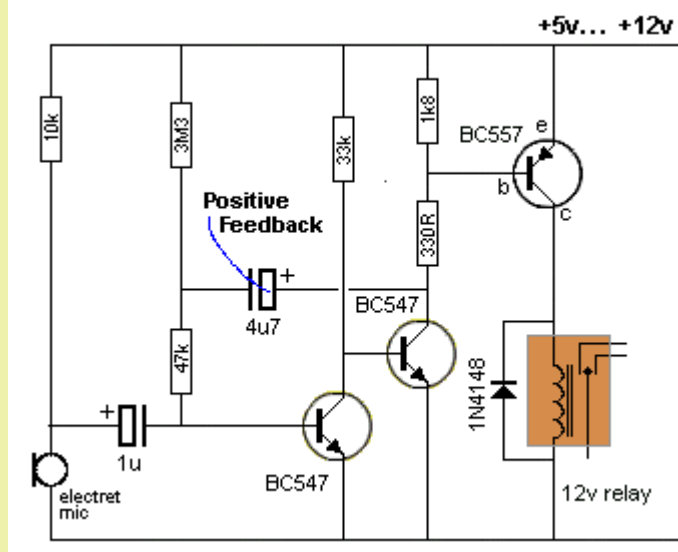 +5v... +12v
10k
3M3
33k
1k8
BC557
e
b
c
Positive
Feedback
330R
+
4u7
BC547
47k
1N4148
+
1u
BC547
electret
mic
12v relay